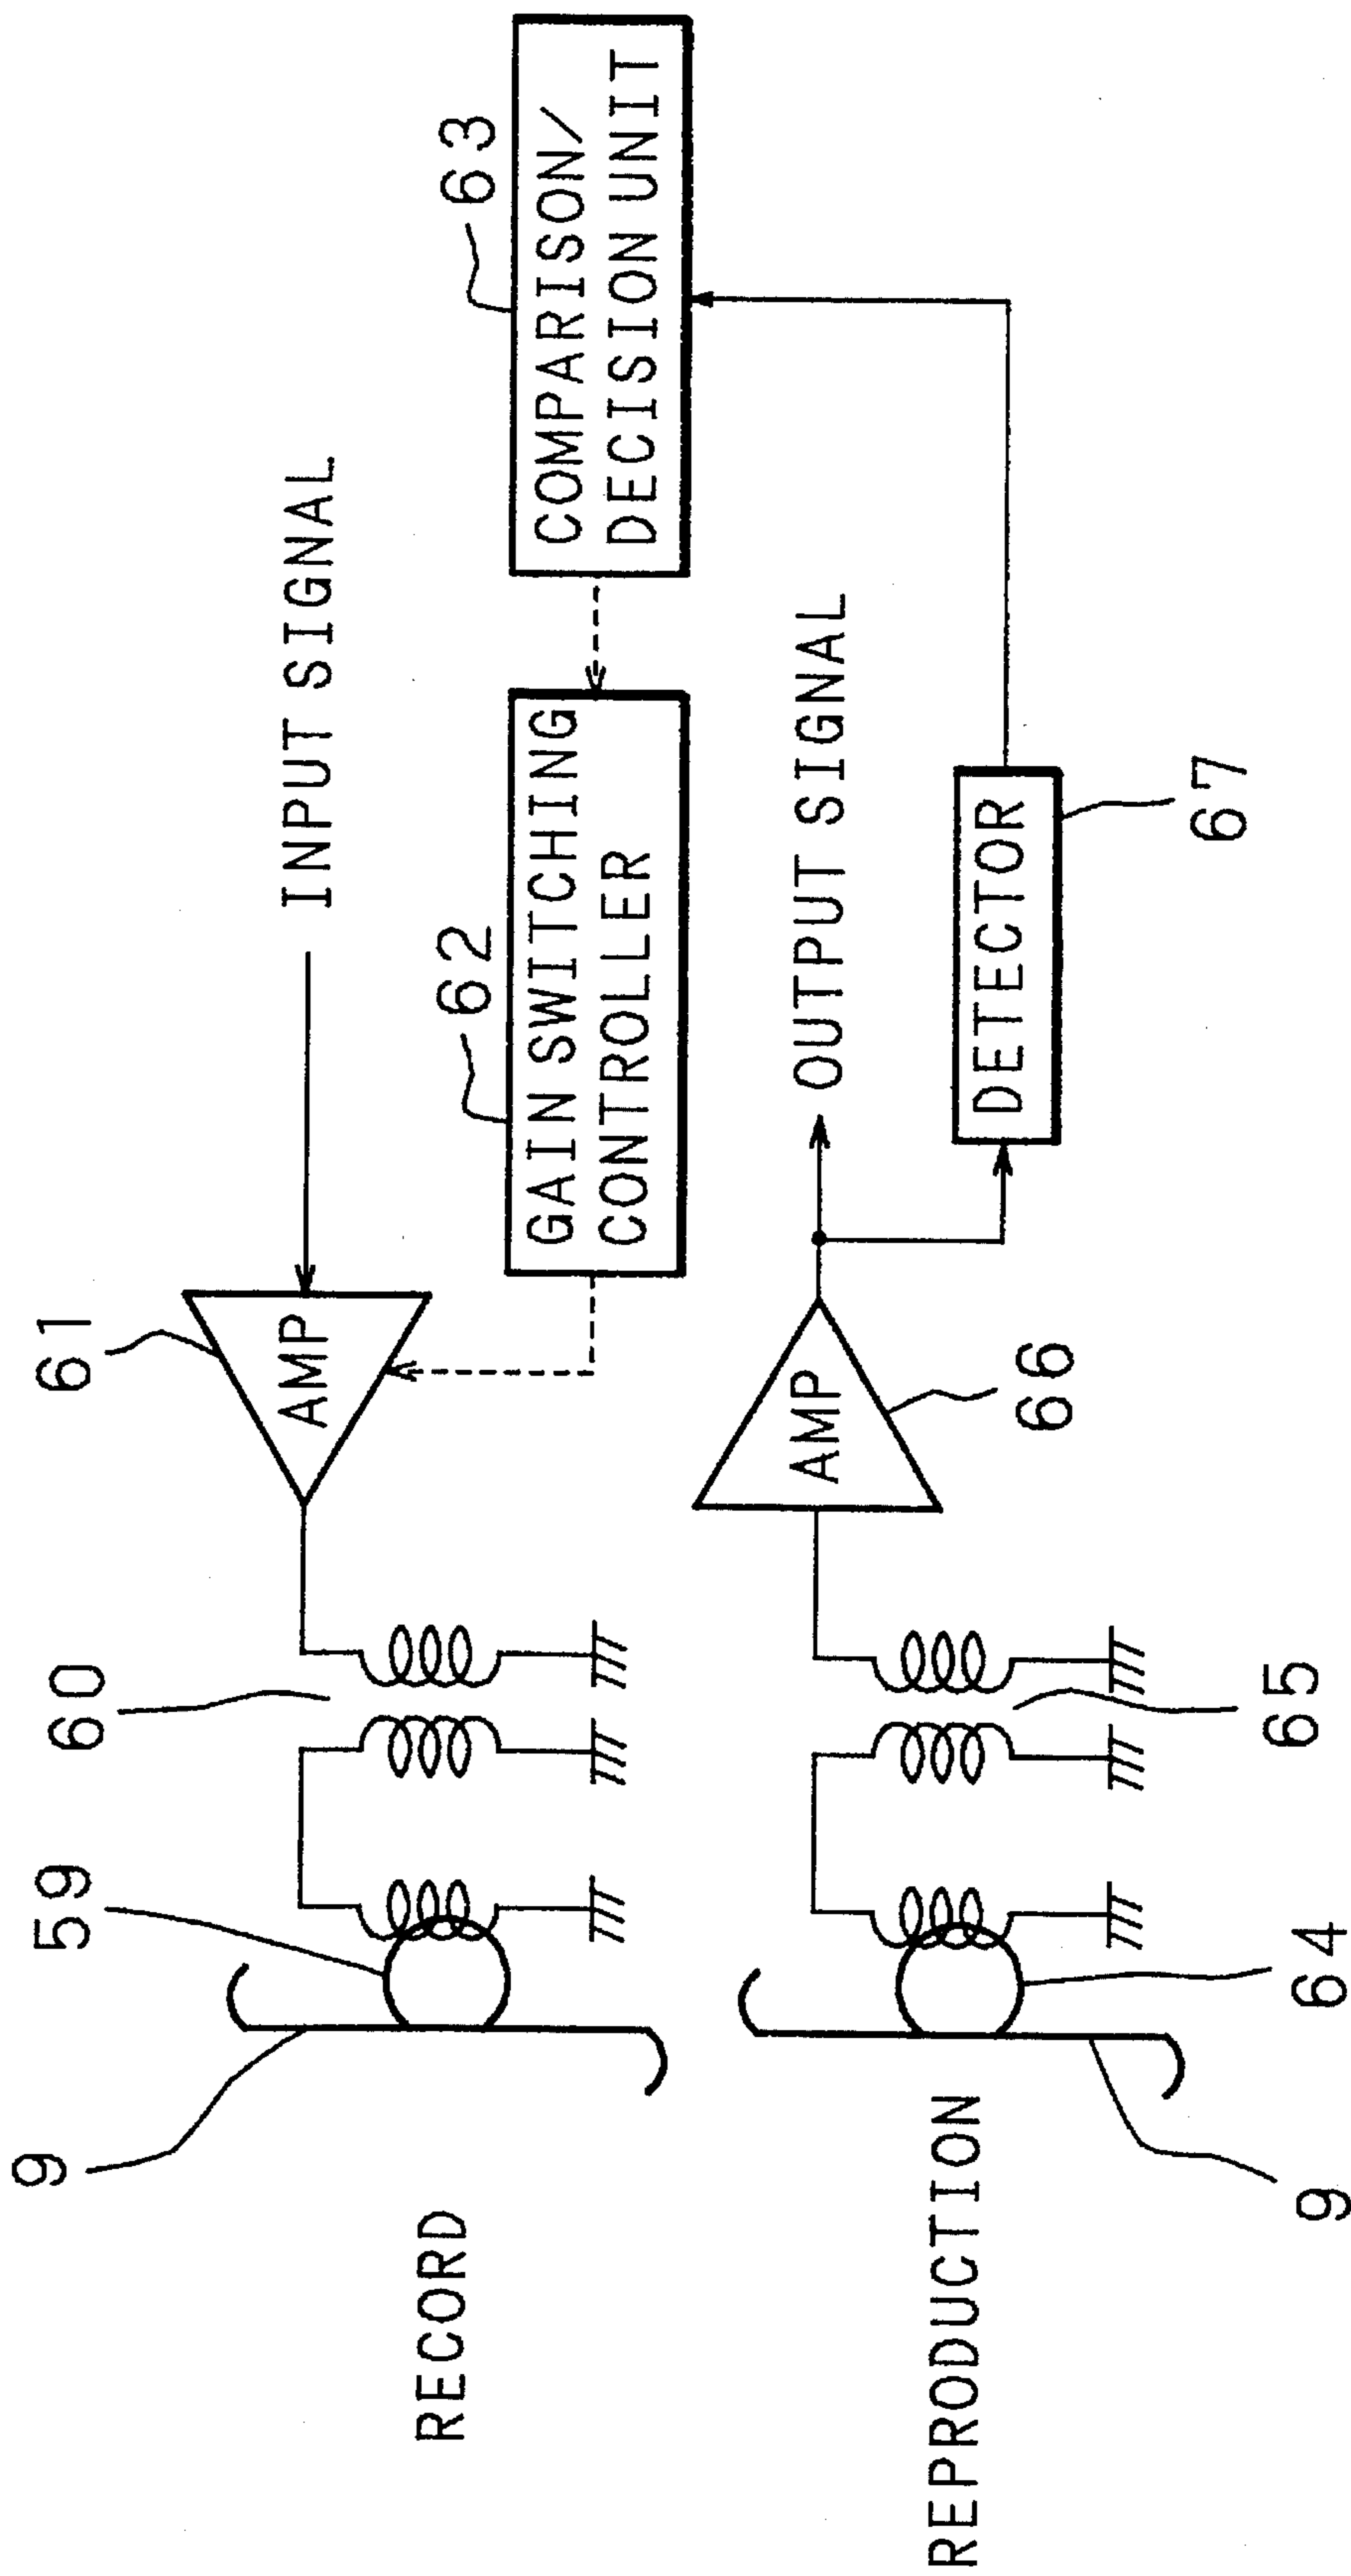 RECORD
9
59
60
61
AMP
INPUT SIGNAL
62
GAIN SWITCHING
CONTROLLER
63
COMPARISON/
DECISION UNIT
REPRODUCTION
9
64
65
66
AMP
OUTPUT SIGNAL
DETECTOR
67